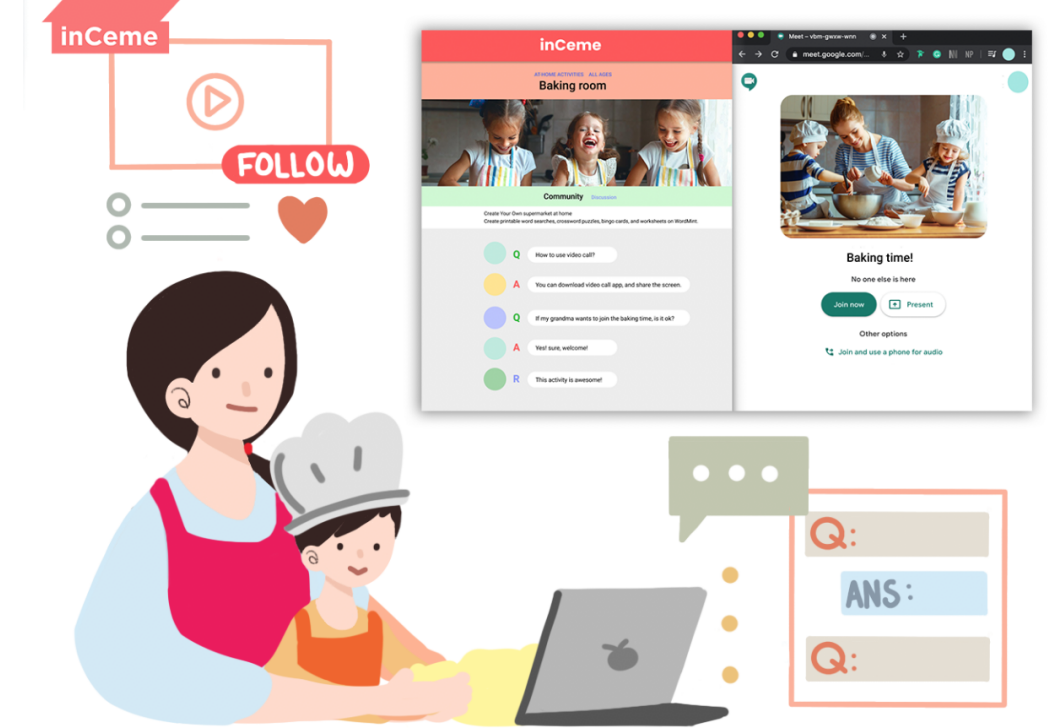 inCeme
FOLLOW
inCeme
AT-HOME ACTIVITIES ALL AGES
Baking room
Community Discussion
Create Your Own supermarket at home
Create printable word searches, crossword puzzles, bingo cards, and worksheets on WordMint.
Q How to use video call?
A You can download video call app, and share the screen.
Q If my grandma wants to join the baking time, is it ok?
A Yes! sure, welcome!
R This activity is awesome!
Meet – vbm-gwxw-wnn
meet.google.com/...
NP
Baking time!
No one else is here
Join now Present
Other options
Join and use a phone for audio
Q:
ANS:
Q: